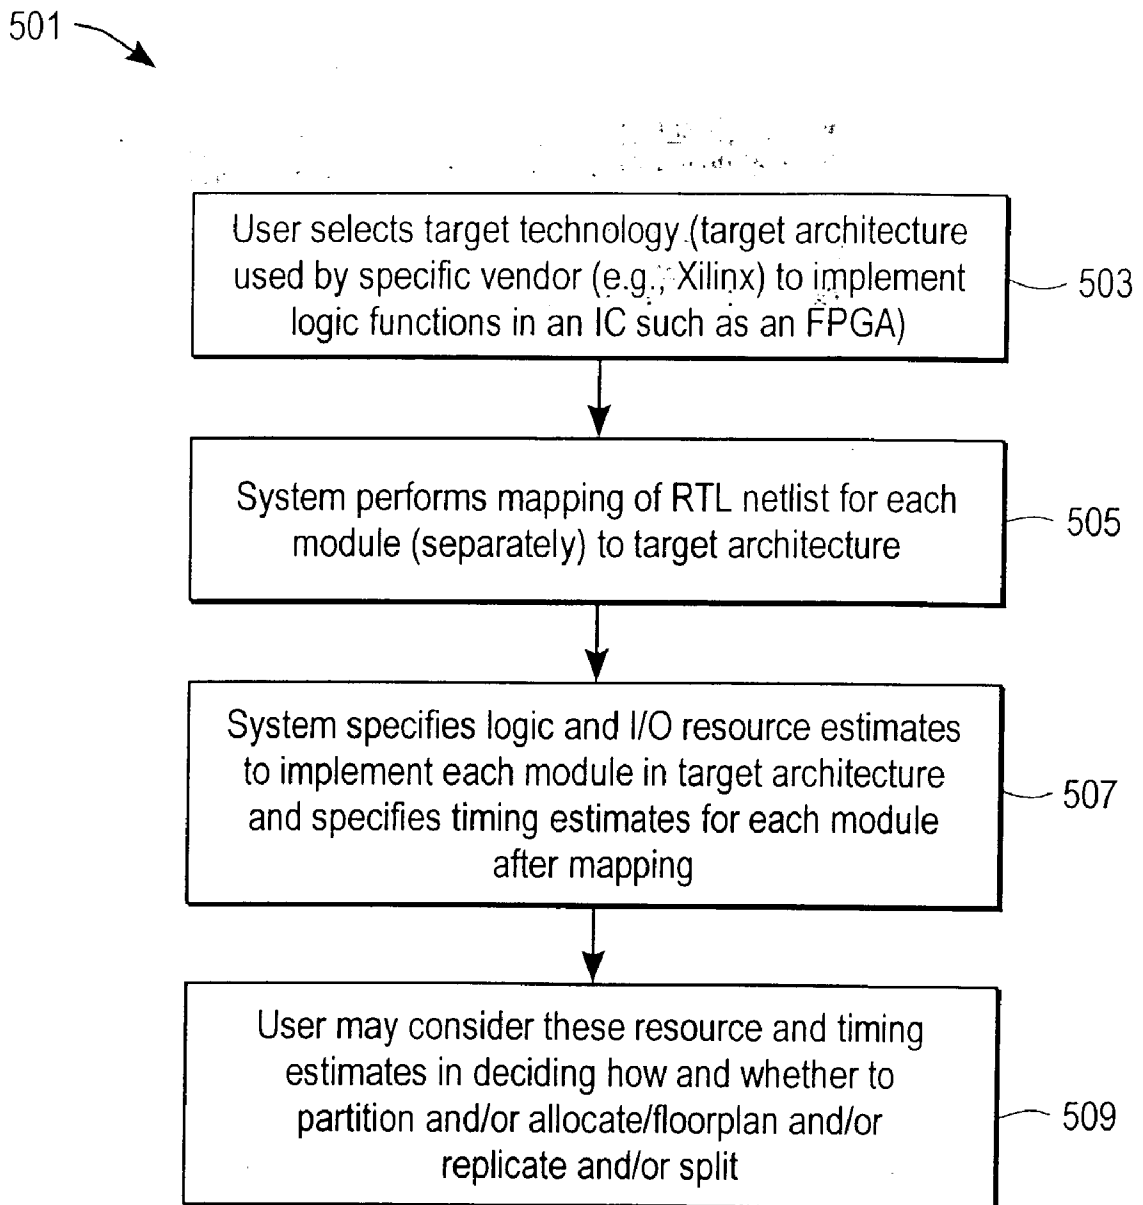 501
User selects target technology (target architecture
used by specific vendor (e.g., Xilinx) to implement
logic functions in an IC such as an FPGA)
503
System performs mapping of RTL netlist for each
module (separately) to target architecture
505
System specifies logic and I/O resource estimates
to implement each module in target architecture
and specifies timing estimates for each module
after mapping
507
User may consider these resource and timing
estimates in deciding how and whether to
partition and/or allocate/floorplan and/or
replicate and/or split
509